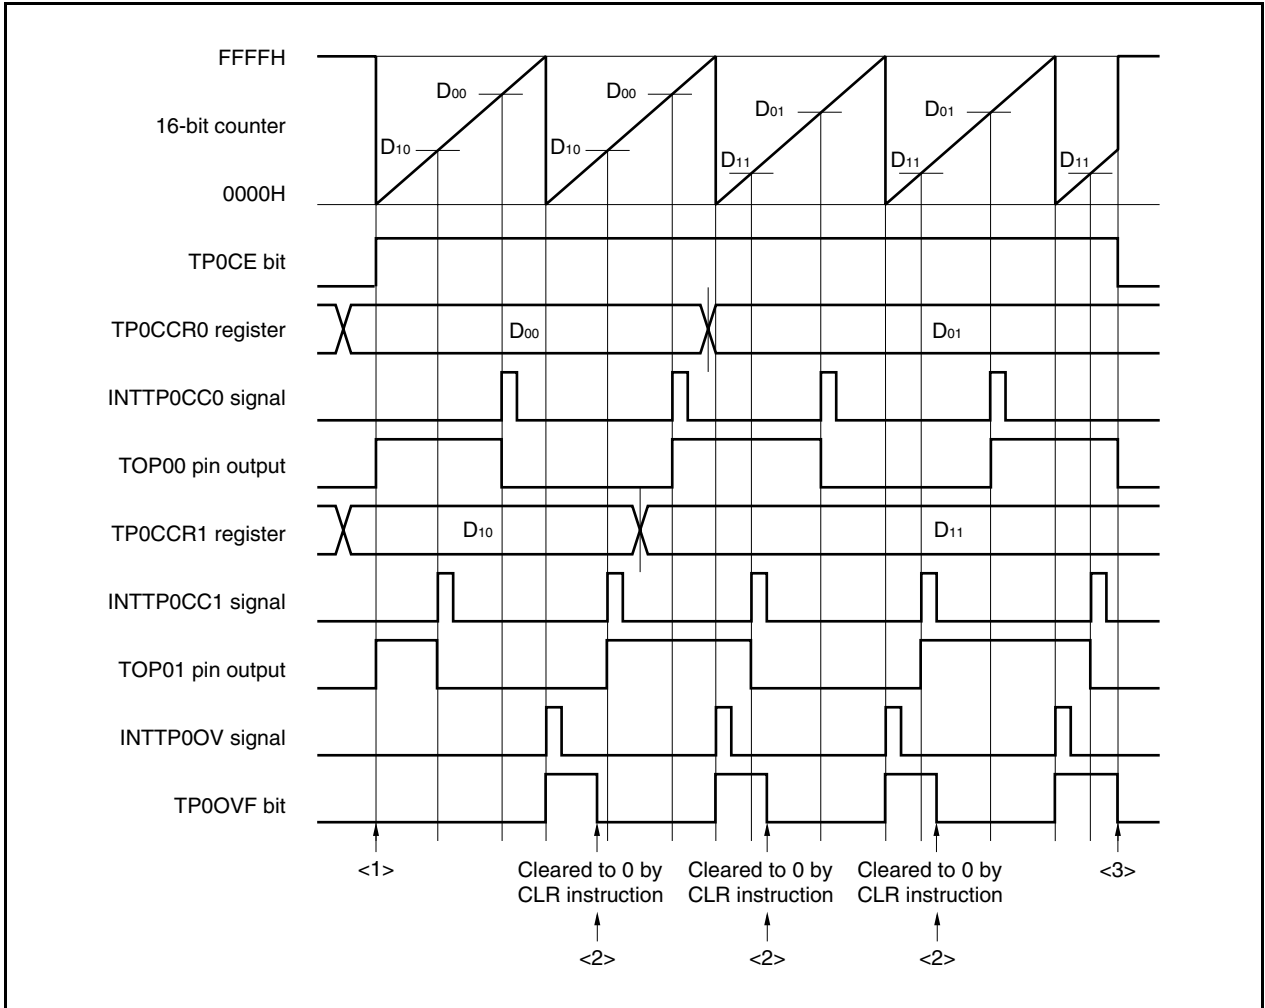 FFFFH
16-bit counter
0000H
D00
D10
D00
D10
D01
D11
D01
D11
D11
TP0CE bit
TP0CCR0 register
D00
D01
INTTP0CC0 signal
TOP00 pin output
TP0CCR1 register
D10
D11
INTTP0CC1 signal
TOP01 pin output
INTTP0OV signal
TP0OVF bit
<1>
Cleared to 0 by
CLR instruction
<2>
Cleared to 0 by
CLR instruction
<2>
Cleared to 0 by
CLR instruction
<2>
<3>